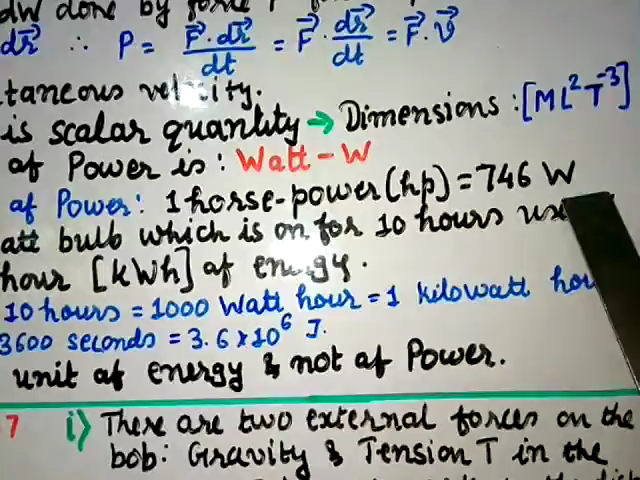 dW done by force F
dr⃗ ∴ P = F⃗.dr⃗/dt = F⃗.dr⃗/dt = F⃗.v⃗
taneous velocity.
is scalar quantity → Dimensions : [ML²T⁻³]
of Power is : Watt-W
of Power: 1 horse-power (hp) = 746 W
att bulb which is on for 10 hours
hour [kWh] of energy.
10 hours = 1000 Watt hour = 1 kilowatt
3600 seconds = 3.6 x 10⁶ J.
unit of energy & not of Power.
7 i) There are two external forces on the
bob: Gravity & Tension T in the